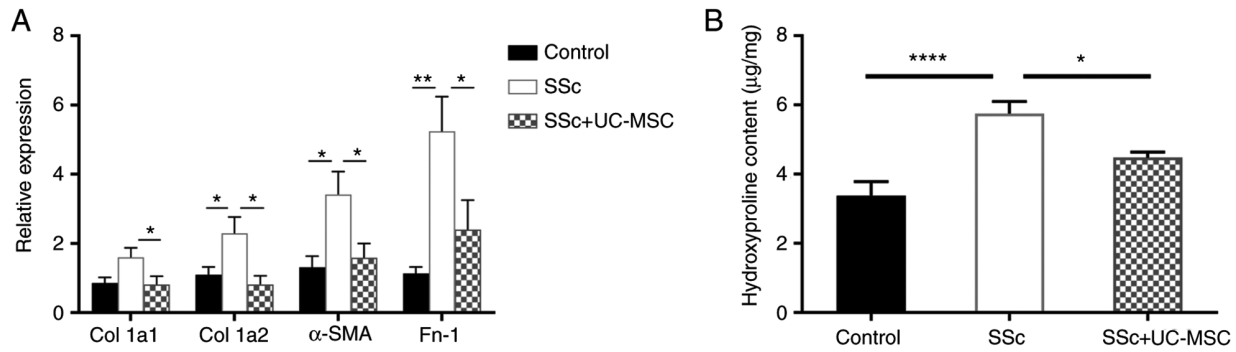 A
Relative expression
8
6
4
2
0
* * * * * ** *
Col 1a1 Col 1a2 α-SMA Fn-1
Control
SSc
SSc+UC-MSC
B
Hydroxyproline content (µg/mg)
8
6
4
2
0
**** *
Control SSc SSc+UC-MSC